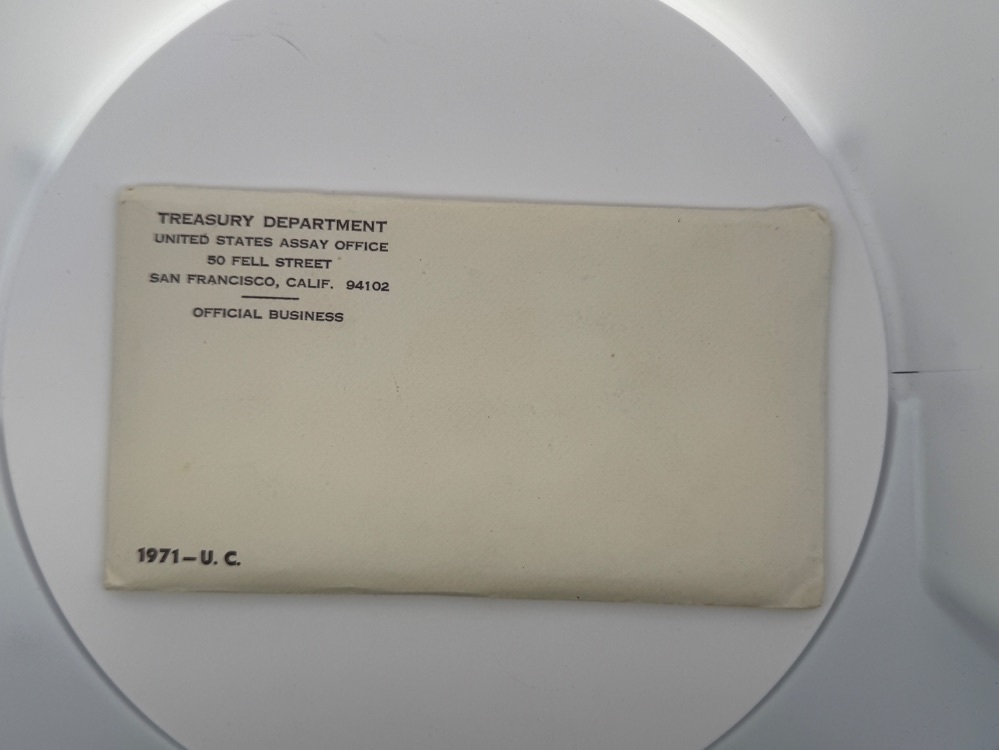 TREASURY DEPARTMENT
UNITED STATES ASSAY OFFICE
50 FELL STREET
SAN FRANCISCO, CALIF. 94102
OFFICIAL BUSINESS
1971—U. C.